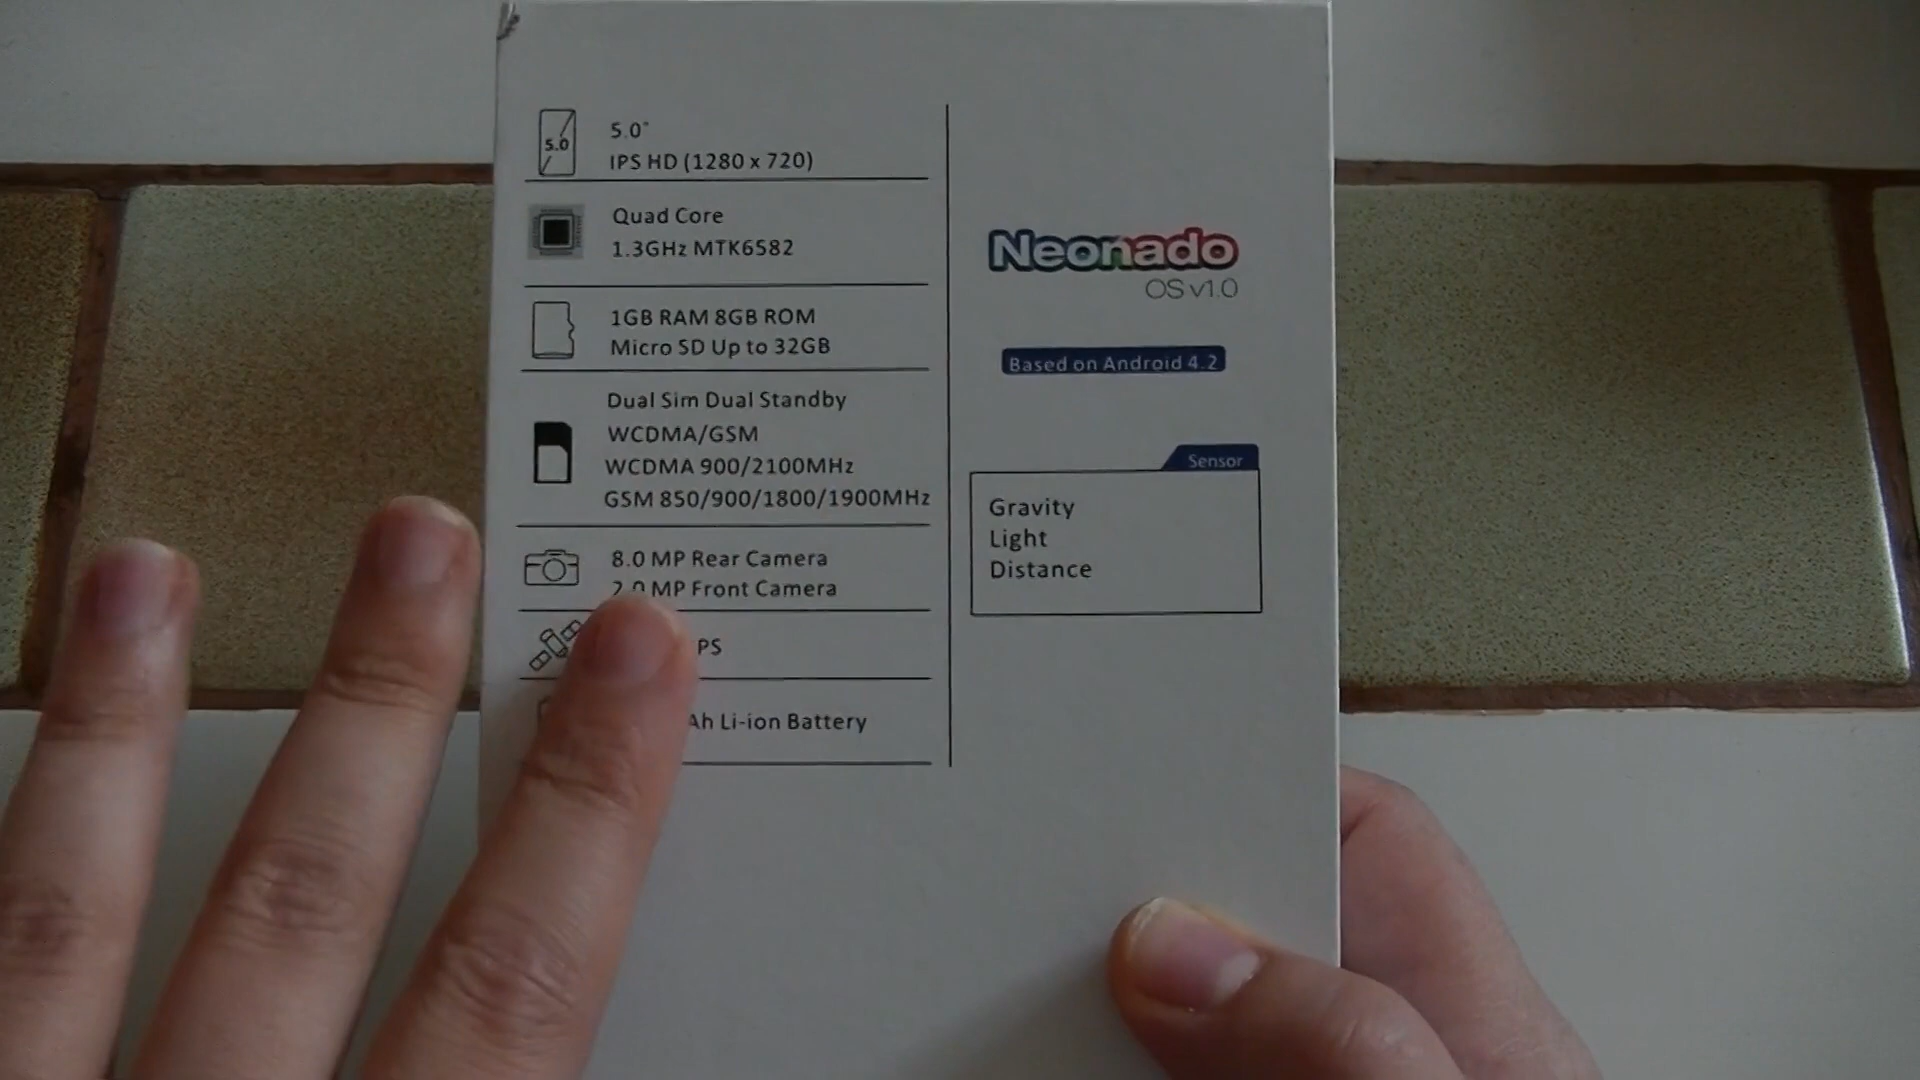 5.0
5.0"
IPS HD (1280 x 720)
Quad Core
1.3GHz MTK6582
1GB RAM 8GB ROM
Micro SD Up to 32GB
Dual Sim Dual Standby
WCDMA/GSM
WCDMA 900/2100MHz
GSM 850/900/1800/1900MHz
8.0 MP Rear Camera
2.0 MP Front Camera
Li-ion Battery
Neonado
OS v1.0
Based on Android 4.2
Sensor
Gravity
Light
Distance